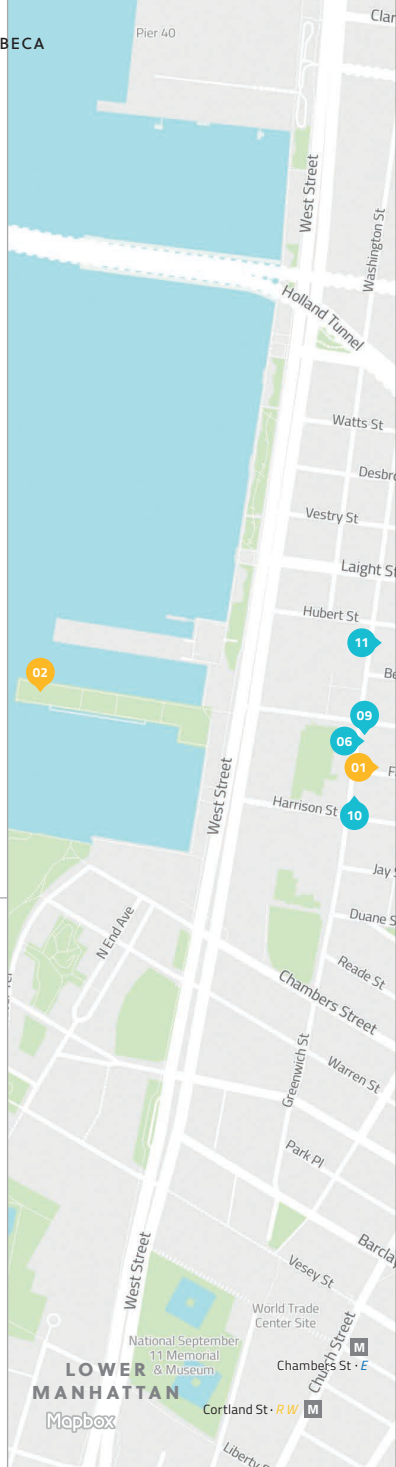 Clar
Pier 40
BECA
West Street
Washington St
Holland Tunnel
Watts St
Desbr
Vestry St
Laight St
Hubert St
11
Be
02
09
06
01
F
West Street
Harrison St
10
Jay S
Duane S
N End Ave
Reade St
Chambers Street
Greenwich St
Warren St
Park Pl
Barclay
West Street
Vesey St
World Trade
Center Site
National September
11 Memorial
& Museum
Church Street
M
Chambers St · E
LOWER
MANHATTAN
Cortland St · R W M
Mapbox
Liberty